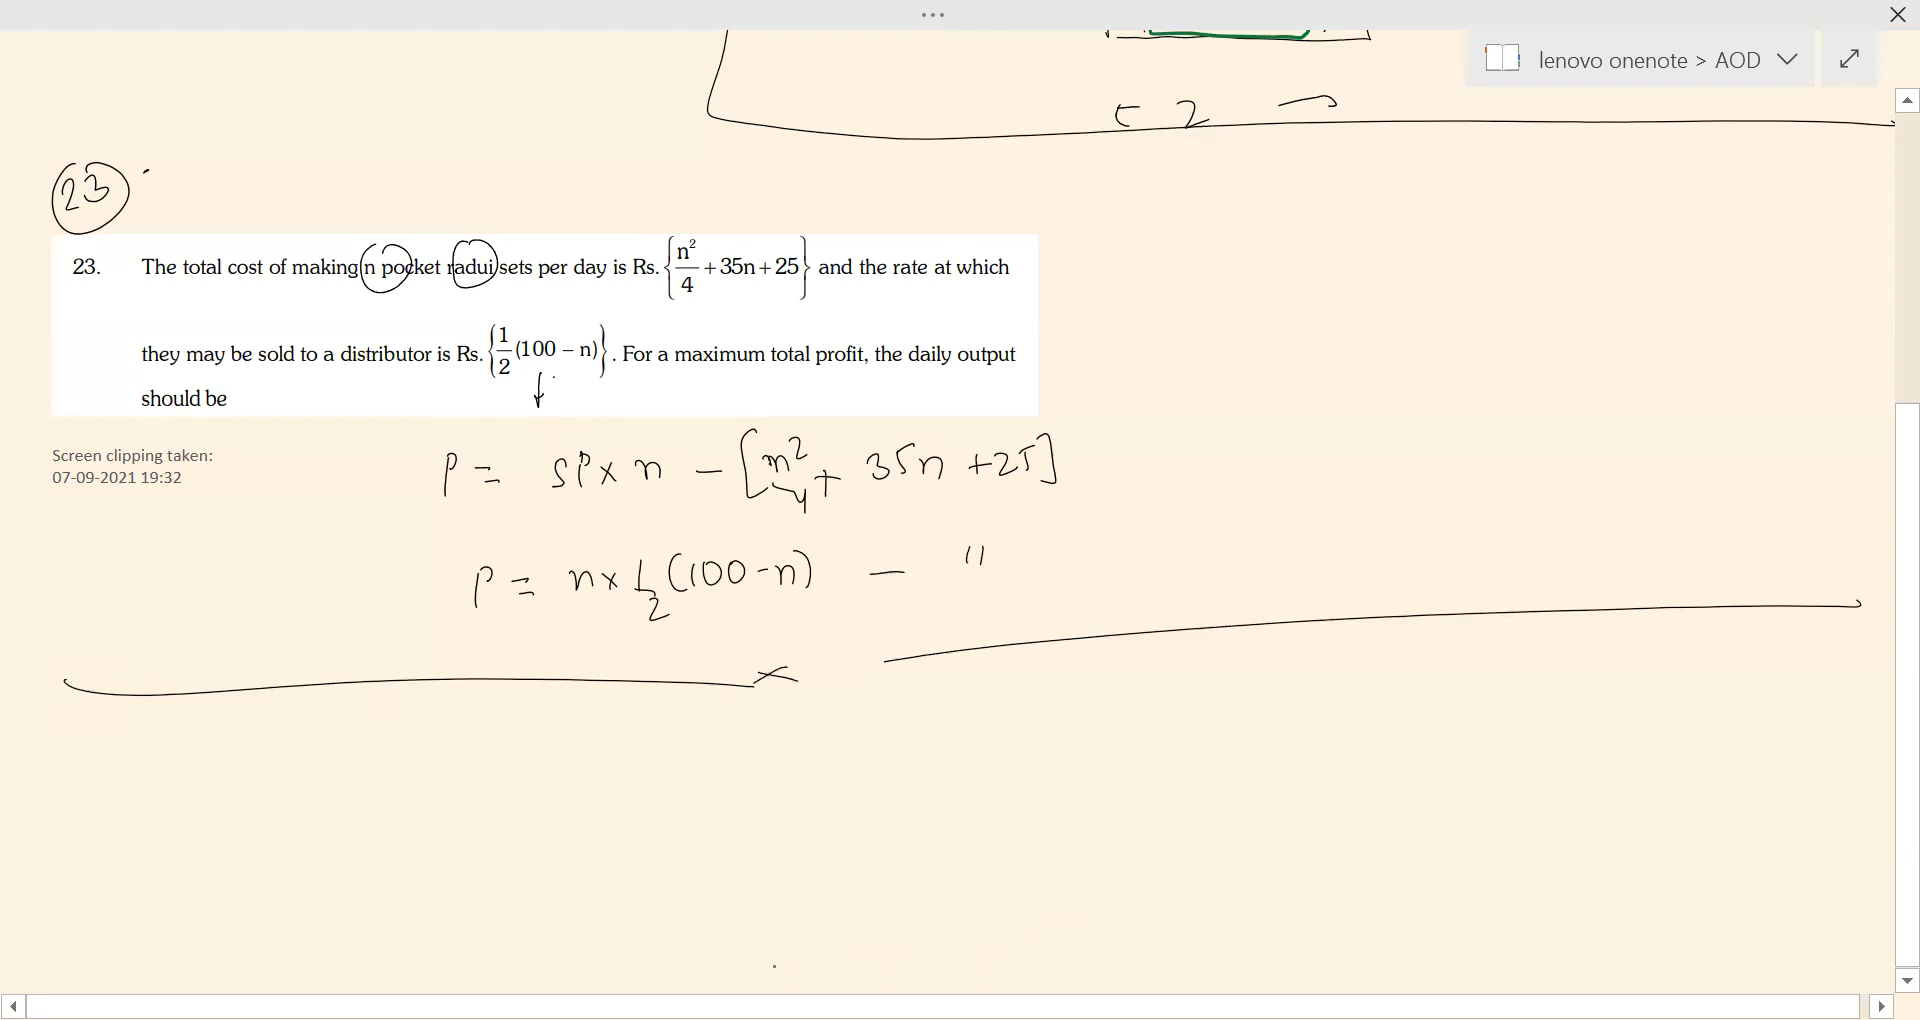 lenovo onenote > AOD
2
23
23. The total cost of making n pocket radui sets per day is Rs. {n²/4 + 35n + 25} and the rate at which
they may be sold to a distributor is Rs. {1/2 (100 – n)}. For a maximum total profit, the daily output
should be
Screen clipping taken:
07-09-2021 19:32
P = SP × n – [n²/4 + 35n + 25]
P = n × 1/2 (100 - n) – "